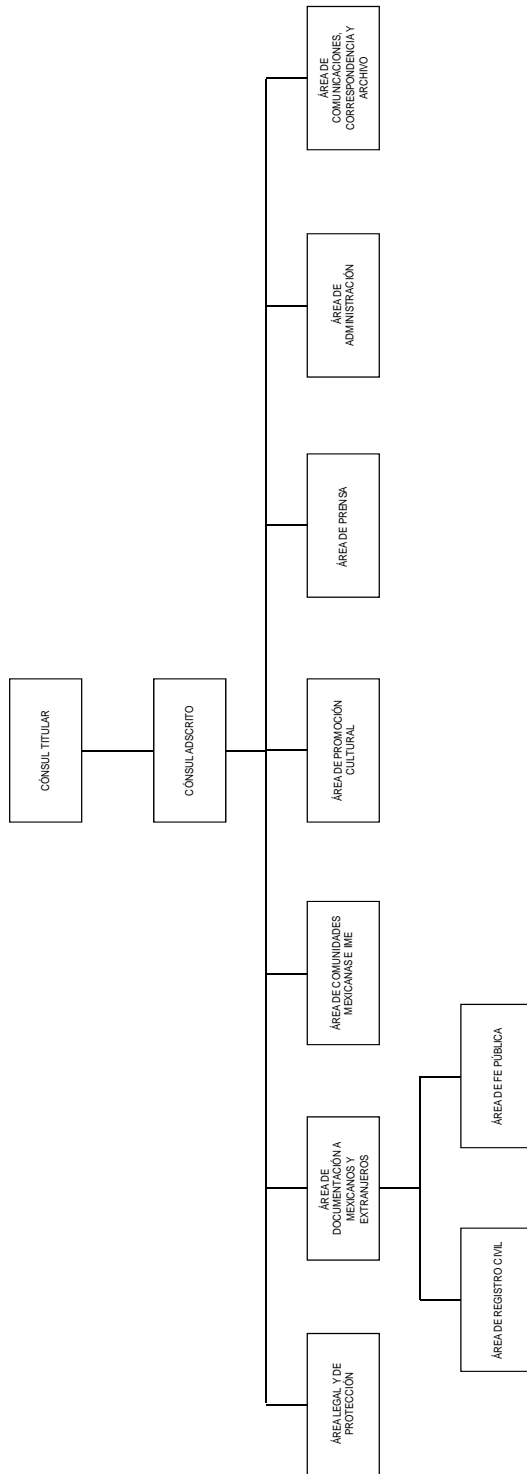 CÓNSUL TITULAR
CÓNSUL ADSCRITO
ÁREA LEGAL Y DE
PROTECCIÓN
ÁREA DE
DOCUMENTACIÓN A
MEXICANOS Y
EXTRANJEROS
ÁREA DE COMUNIDADES
MEXICANAS E IME
ÁREA DE PROMOCIÓN
CULTURAL
ÁREA DE PRENSA
ÁREA DE
ADMINISTRACIÓN
ÁREA DE
COMUNICACIONES,
CORRESPONDENCIA Y
ARCHIVO
ÁREA DE REGISTRO CIVIL
ÁREA DE FE PÚBLICA